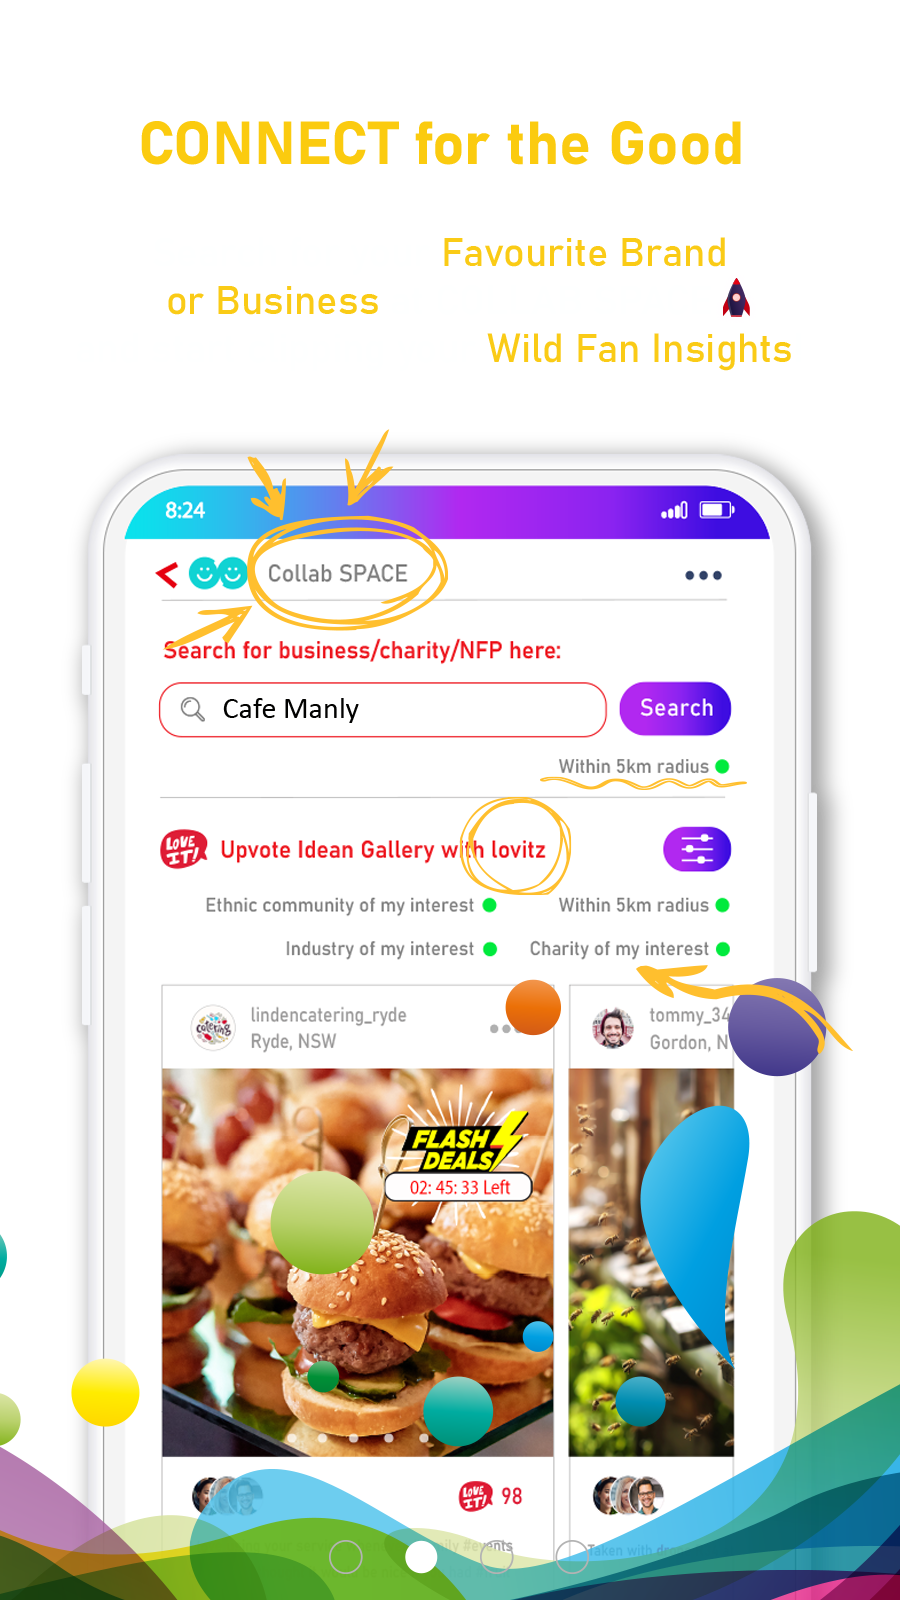 CONNECT for the Good
Favourite Brand
or Business
Wild Fan Insights
8:24
Collab SPACE
Search for business/charity/NFP here:
Cafe Manly
Search
Within 5km radius
LOVE IT!
Upvote Idean Gallery with lovitz
Ethnic community of my interest
Within 5km radius
Industry of my interest
Charity of my interest
lindencatering_ryde
Ryde, NSW
catering
tommy_34
Gordon, N
FLASH
DEALS
02: 45: 33 Left
LOVE IT!
98
#events
Taken with